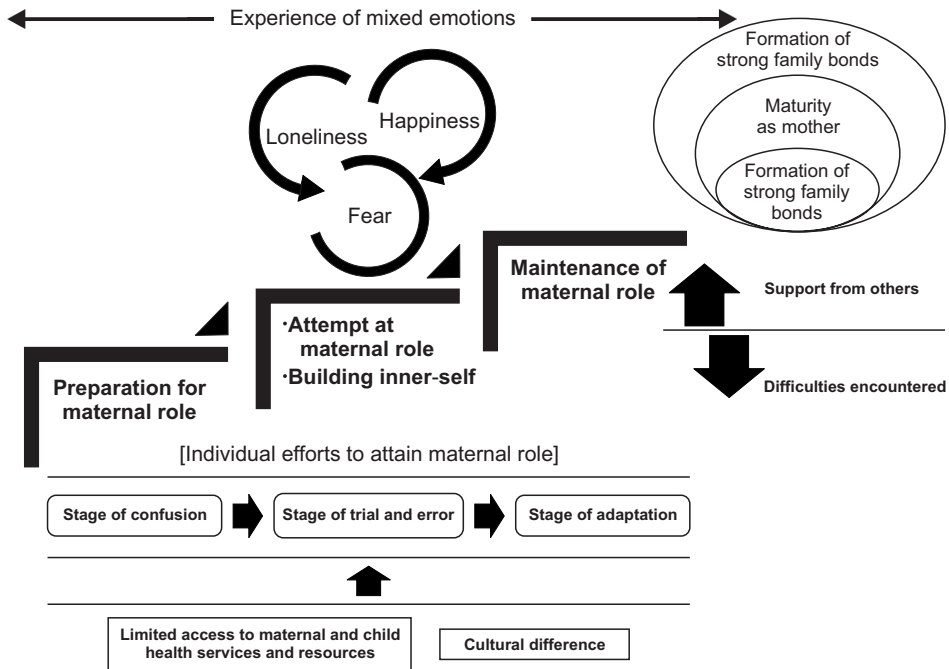 Experience of mixed emotions
Loneliness
Happiness
Fear
Formation of
strong family bonds
Maturity
as mother
Formation of
strong family
bonds
Preparation for
maternal role
·Attempt at
maternal role
·Building inner-self
Maintenance of
maternal role
Support from others
Difficulties encountered
[Individual efforts to attain maternal role]
Stage of confusion
Stage of trial and error
Stage of adaptation
Limited access to maternal and child
health services and resources
Cultural difference